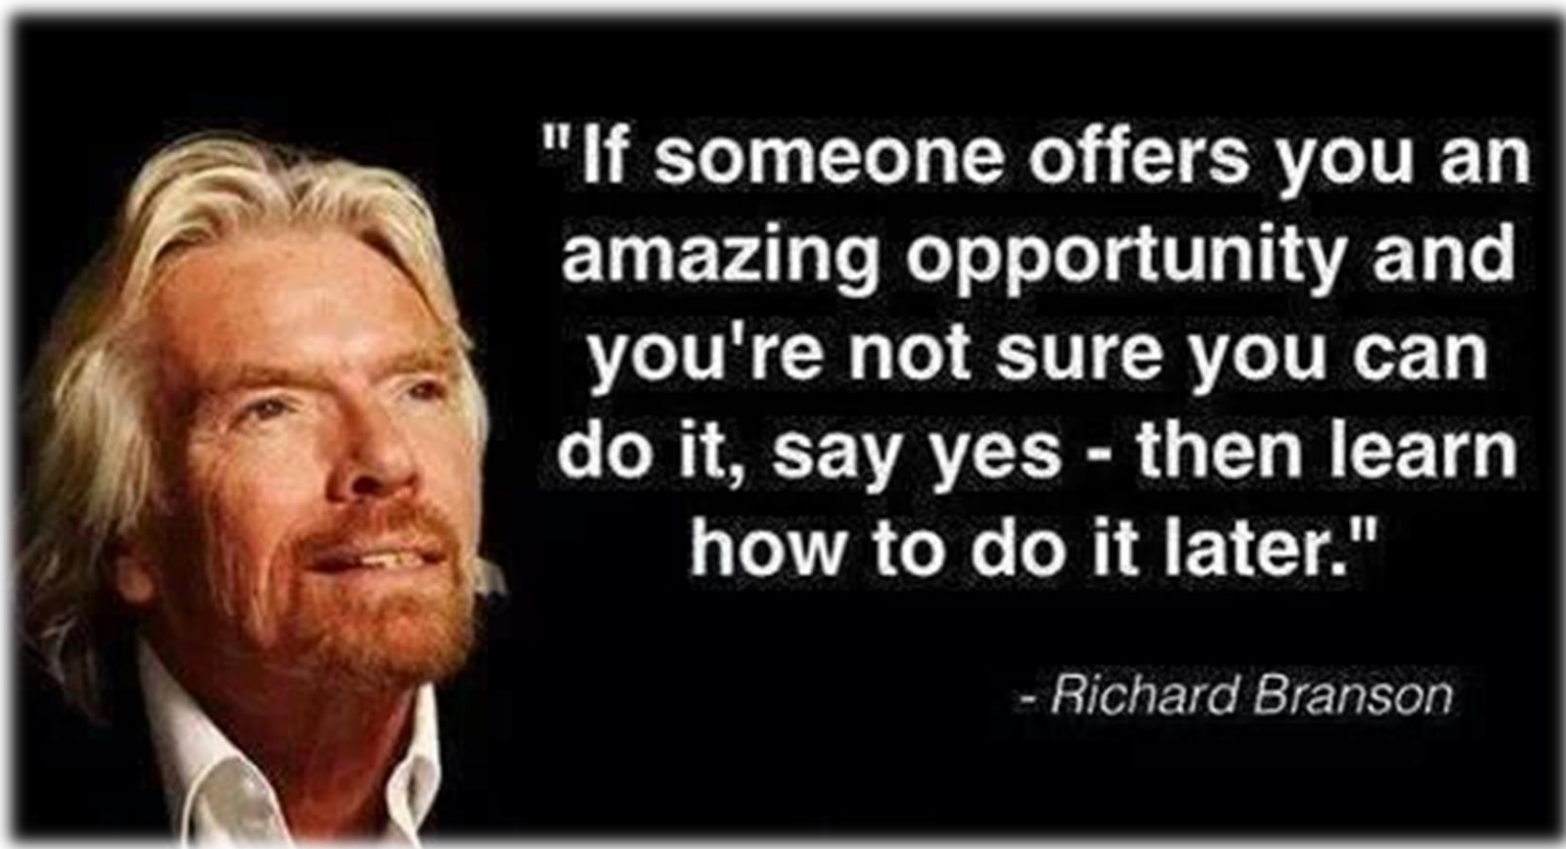 "If someone offers you an
amazing opportunity and
you're not sure you can
do it, say yes - then learn
how to do it later."
- Richard Branson